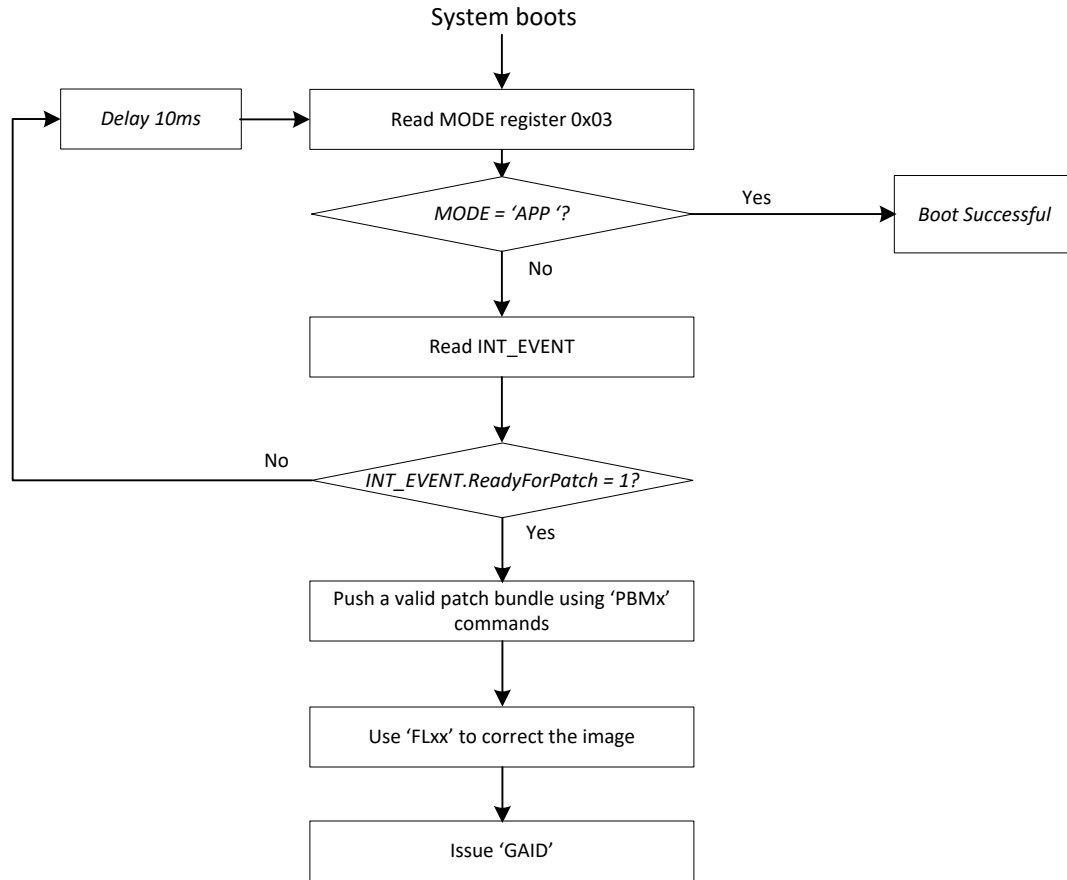 System boots
Delay 10ms
Read MODE register 0x03
MODE = ‘APP ‘?
Yes
Boot Successful
No
Read INT_EVENT
No
INT_EVENT.ReadyForPatch = 1?
Yes
Push a valid patch bundle using ‘PBMx’
commands
Use ‘FLxx’ to correct the image
Issue ‘GAID’